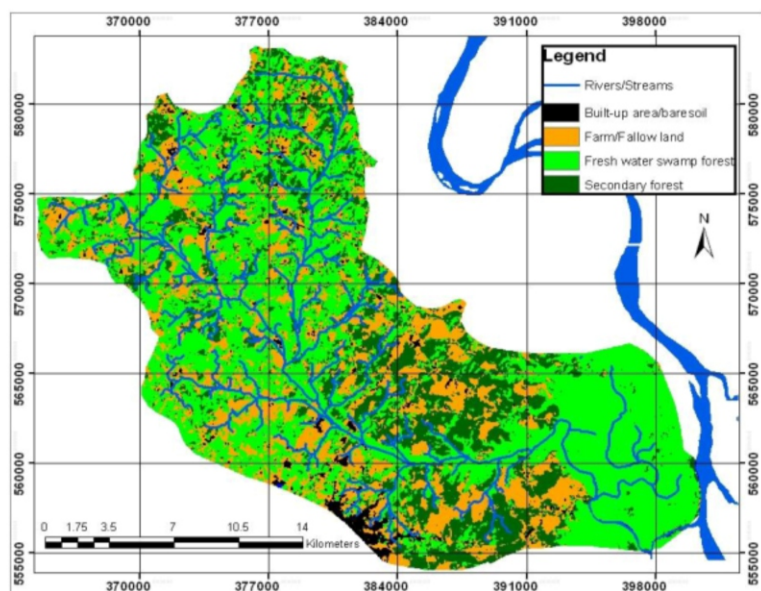 370000 377000 384000 391000 398000
Legend
Rivers/Streams
Built-up area/baresoil
Farm/Fallow land
Fresh water swamp forest
Secondary forest
580000 580000
575000 575000
N
570000 570000
565000 565000
560000 560000
0 1.75 3.5 7 10.5 14
Kilometers
555000 555000
370000 377000 384000 391000 398000